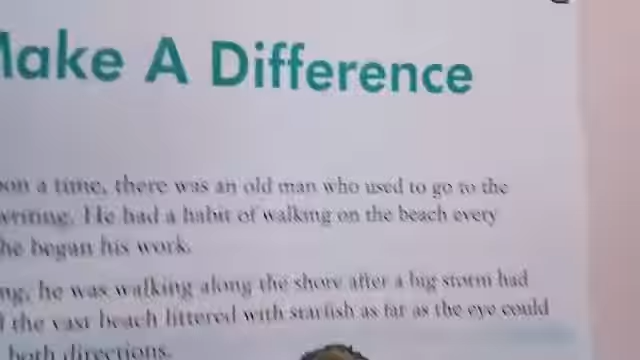 Make A Difference
on a time, there was an old man who used to go to the
writing. He had a habit of walking on the beach every
he began his work.
he was walking along the shore after a big storm had
the vast beach littered with starfish as far as the eye could
both directions.